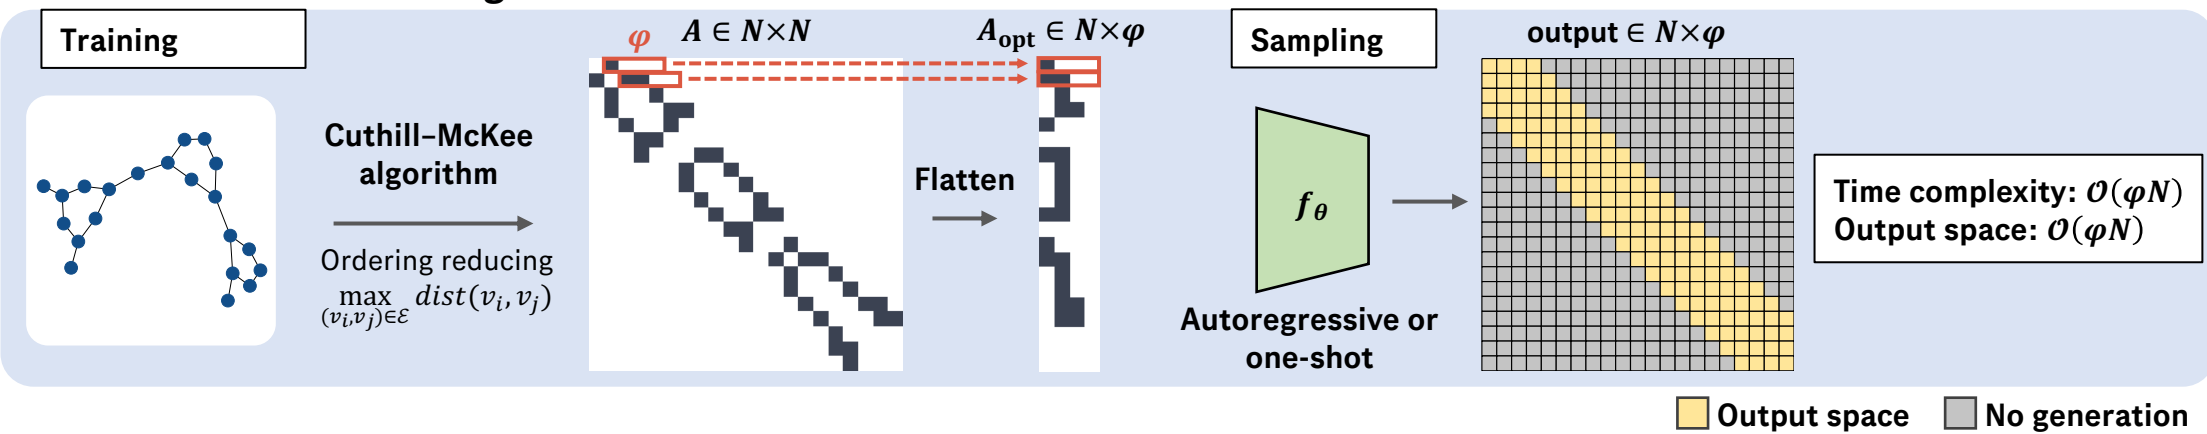 Training
Cuthill–McKee
algorithm
Ordering reducing
max dist(v_i, v_j)
(v_i,v_j)∈ℰ
φ
A ∈ N×N
Flatten
A_opt ∈ N×φ
Sampling
f_θ
Autoregressive or
one-shot
output ∈ N×φ
Time complexity: 𝒪(φN)
Output space: 𝒪(φN)
Output space
No generation